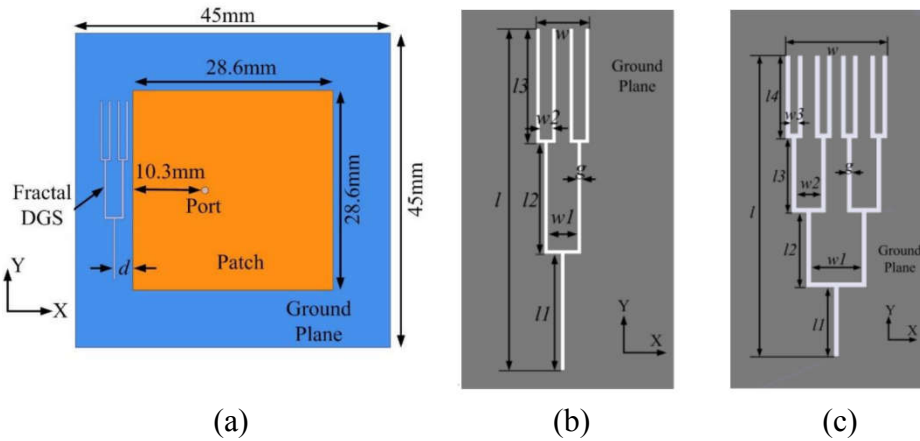 45mm
28.6mm
10.3mm
Port
28.6mm
45mm
Fractal
DGS
d
Patch
Ground
Plane
Y
X
(a)
w
Ground
Plane
l3
w2
g
l
l2
w1
l1
Y
X
(b)
w
l4
w3
l3
g
w2
l
l2
w1
Ground
Plane
l1
Y
X
(c)